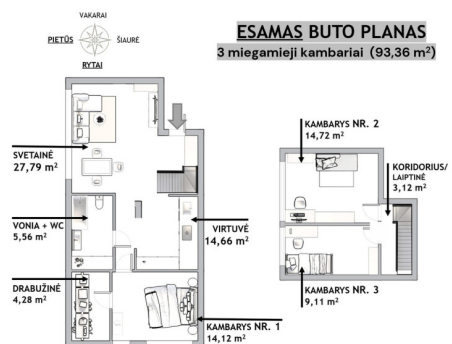 VAKARAI
PIETŪS
ŠIAURĖ
RYTAI
ESAMAS BUTO PLANAS
3 miegamieji kambariai (93,36 m²)
SVETAINĖ
27,79 m²
VONIA + WC
5,56 m²
DRABUŽINĖ
4,28 m²
VIRTUVĖ
14,66 m²
KAMBARYS NR. 1
14,12 m²
KAMBARYS NR. 2
14,72 m²
KORIDORIUS/
LAIPTINĖ
3,12 m²
KAMBARYS NR. 3
9,11 m²